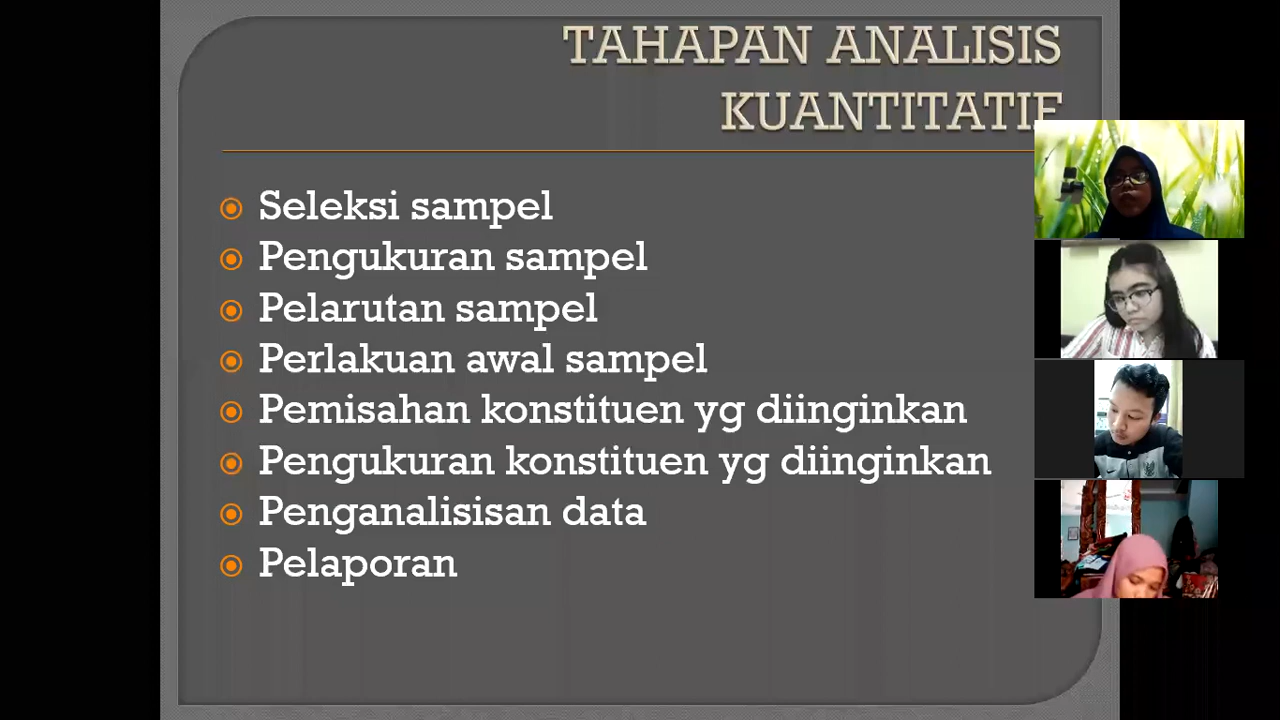 TAHAPAN ANALISIS
KUANTITATIF
Seleksi sampel
Pengukuran sampel
Pelarutan sampel
Perlakuan awal sampel
Pemisahan konstituen yg diinginkan
Pengukuran konstituen yg diinginkan
Penganalisisan data
Pelaporan